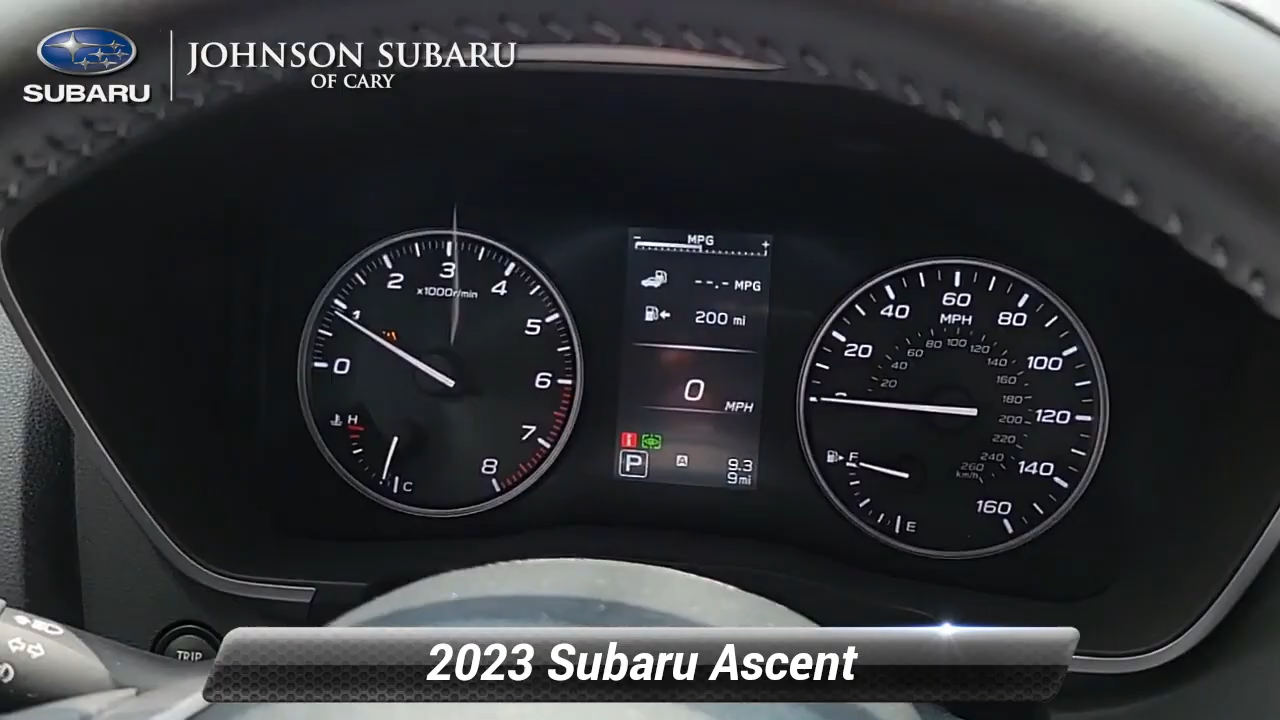 SUBARU
JOHNSON SUBARU
OF CARY
0 1 2 3 4 5 6 7 8
x1000r/min
H
C
- MPG +
--.- MPG
200 mi
0
MPH
P
A
9.3
9 mi
20 40 60 80 100 120 140 160
MPH
20 40 60 80 100 120 140 160 180 200 220 240 260
km/h
F
E
TRIP
2023 Subaru Ascent